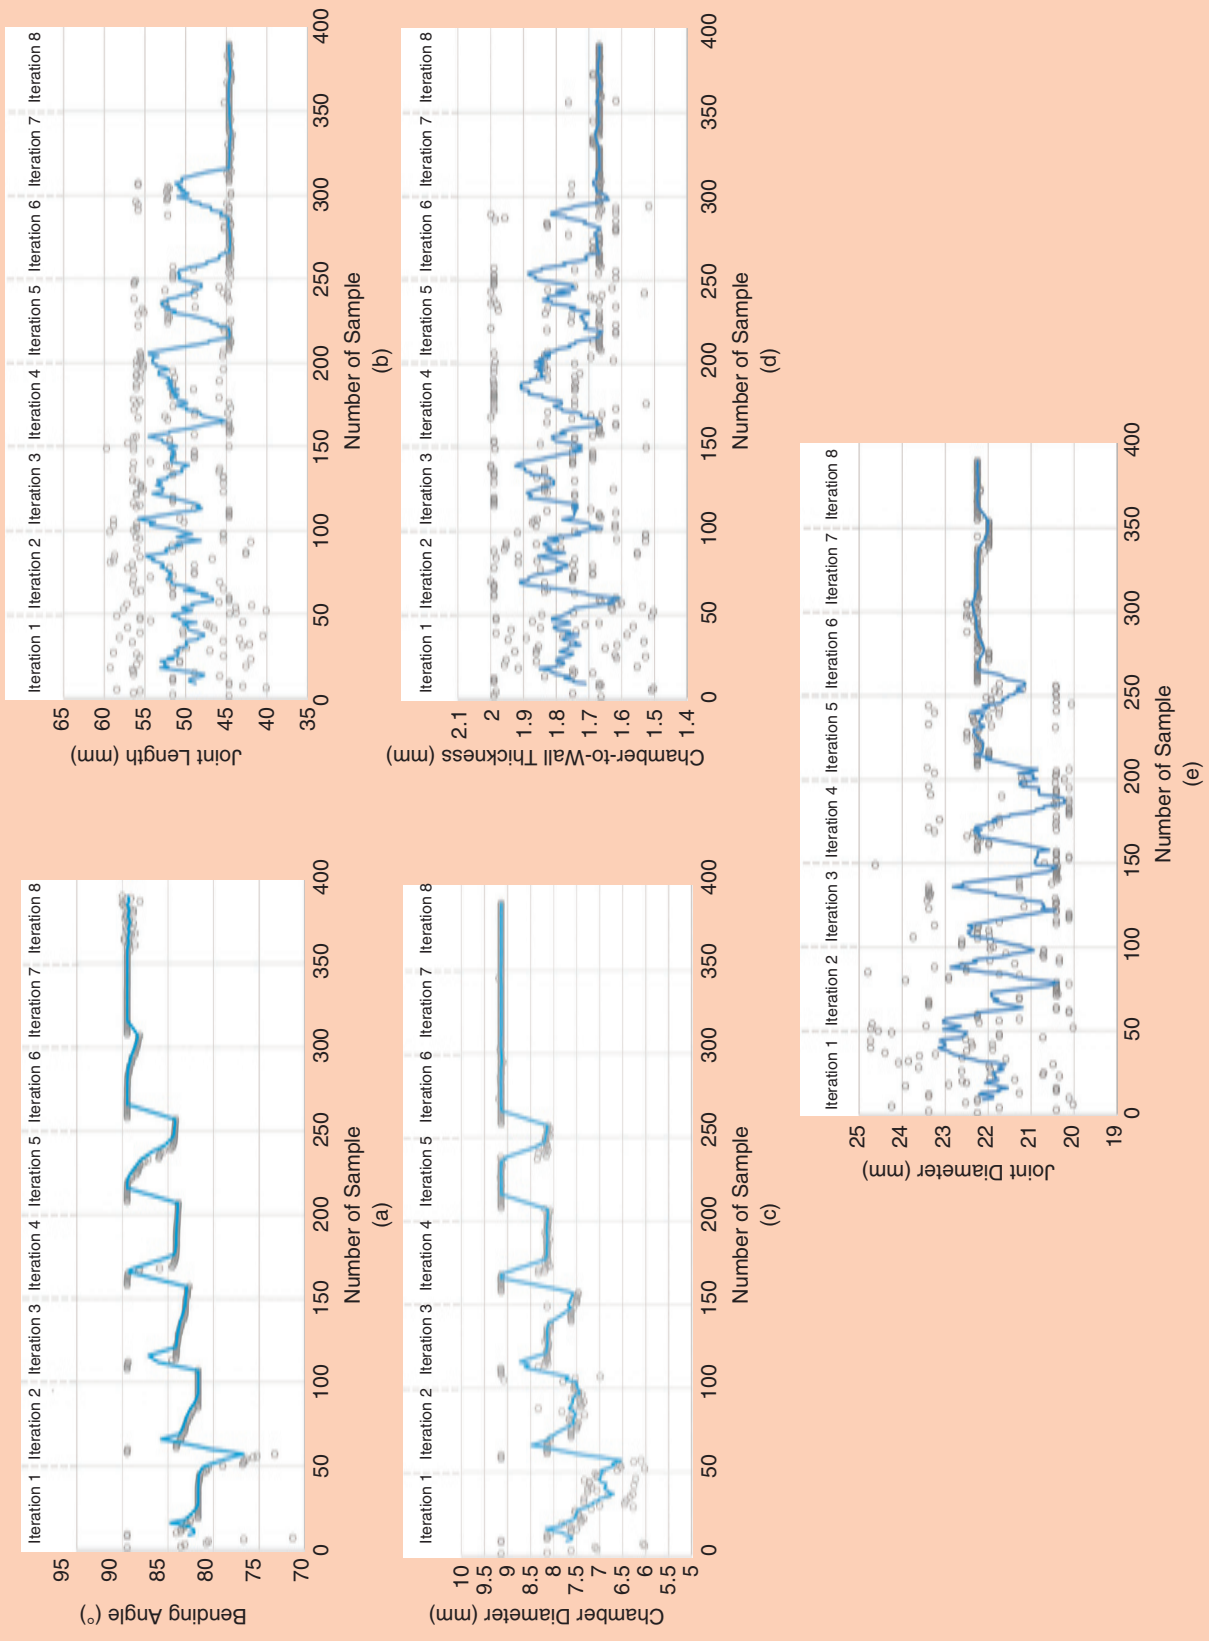 Iteration 1 Iteration 2 Iteration 3 Iteration 4 Iteration 5 Iteration 6 Iteration 7 Iteration 8
95
90
85
80
75
70
Bending Angle (°)
0 50 100 150 200 250 300 350 400
Number of Sample
(a)
Iteration 1 Iteration 2 Iteration 3 Iteration 4 Iteration 5 Iteration 6 Iteration 7 Iteration 8
65
60
55
50
45
40
35
Joint Length (mm)
0 50 100 150 200 250 300 350 400
Number of Sample
(b)
Iteration 1 Iteration 2 Iteration 3 Iteration 4 Iteration 5 Iteration 6 Iteration 7 Iteration 8
10
9.5
9
8.5
8
7.5
7
6.5
6
5.5
5
Chamber Diameter (mm)
0 50 100 150 200 250 300 350 400
Number of Sample
(c)
Iteration 1 Iteration 2 Iteration 3 Iteration 4 Iteration 5 Iteration 6 Iteration 7 Iteration 8
2.1
2
1.9
1.8
1.7
1.6
1.5
1.4
Chamber-to-Wall Thickness (mm)
0 50 100 150 200 250 300 350 400
Number of Sample
(d)
Iteration 1 Iteration 2 Iteration 3 Iteration 4 Iteration 5 Iteration 6 Iteration 7 Iteration 8
25
24
23
22
21
20
19
Joint Diameter (mm)
0 50 100 150 200 250 300 350 400
Number of Sample
(e)